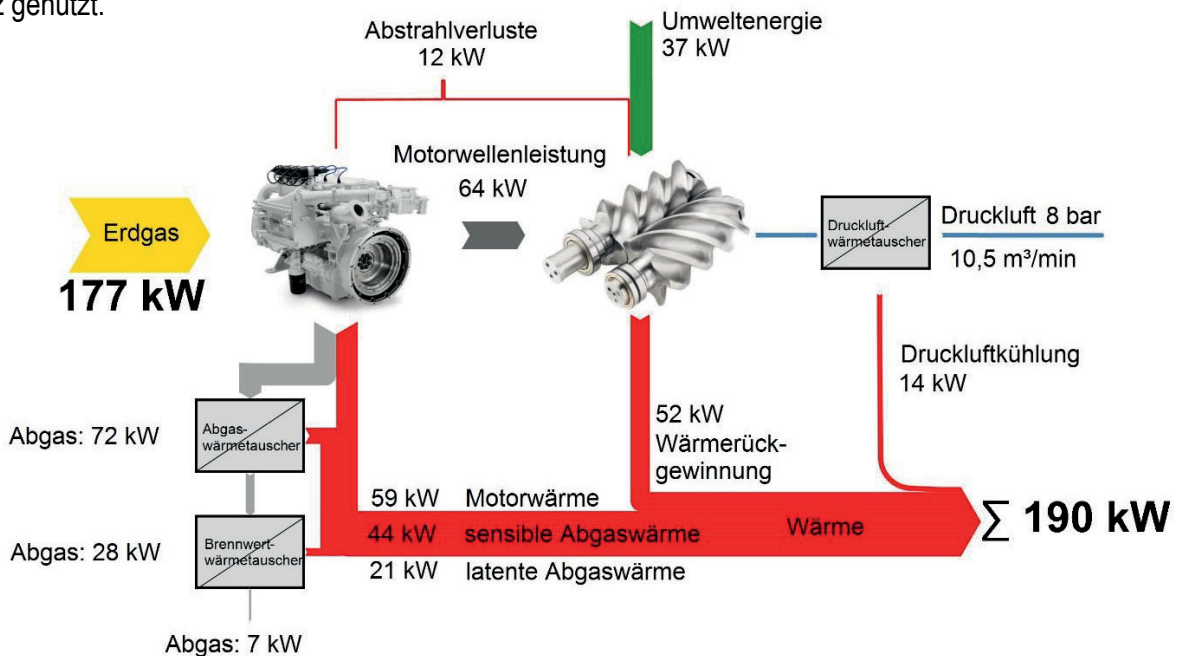 z genutzt.
Abstrahlverluste
12 kW
Umweltenergie
37 kW
Motorwellenleistung
64 kW
Erdgas
177 kW
Druckluft-
wärmetauscher
Druckluft 8 bar
10,5 m³/min
Druckluftkühlung
14 kW
Abgas: 72 kW
Abgas-
wärmetauscher
52 kW
Wärmerück-
gewinnung
59 kW Motorwärme
44 kW sensible Abgaswärme
Wärme
∑ 190 kW
Abgas: 28 kW
Brennwert-
wärmetauscher
21 kW latente Abgaswärme
Abgas: 7 kW